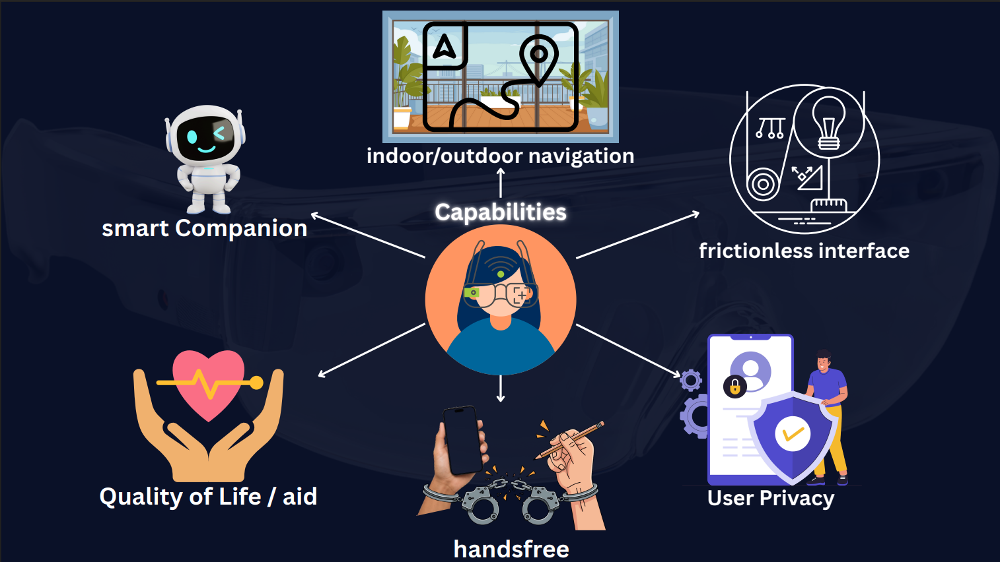 indoor/outdoor navigation
Capabilities
smart Companion
frictionless interface
Quality of Life / aid
User Privacy
handsfree